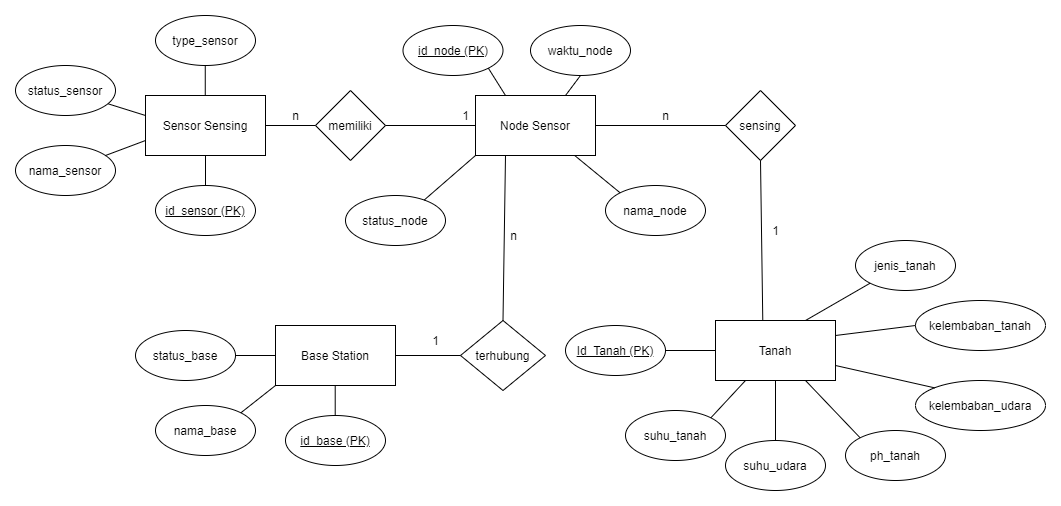 type_sensor
id_node (PK)
waktu_node
status_sensor
Sensor Sensing
n
memiliki
1
Node Sensor
n
sensing
nama_sensor
id_sensor (PK)
status_node
nama_node
n
1
jenis_tanah
kelembaban_tanah
status_base
Base Station
1
terhubung
Id_Tanah (PK)
Tanah
kelembaban_udara
nama_base
id_base (PK)
suhu_tanah
suhu_udara
ph_tanah